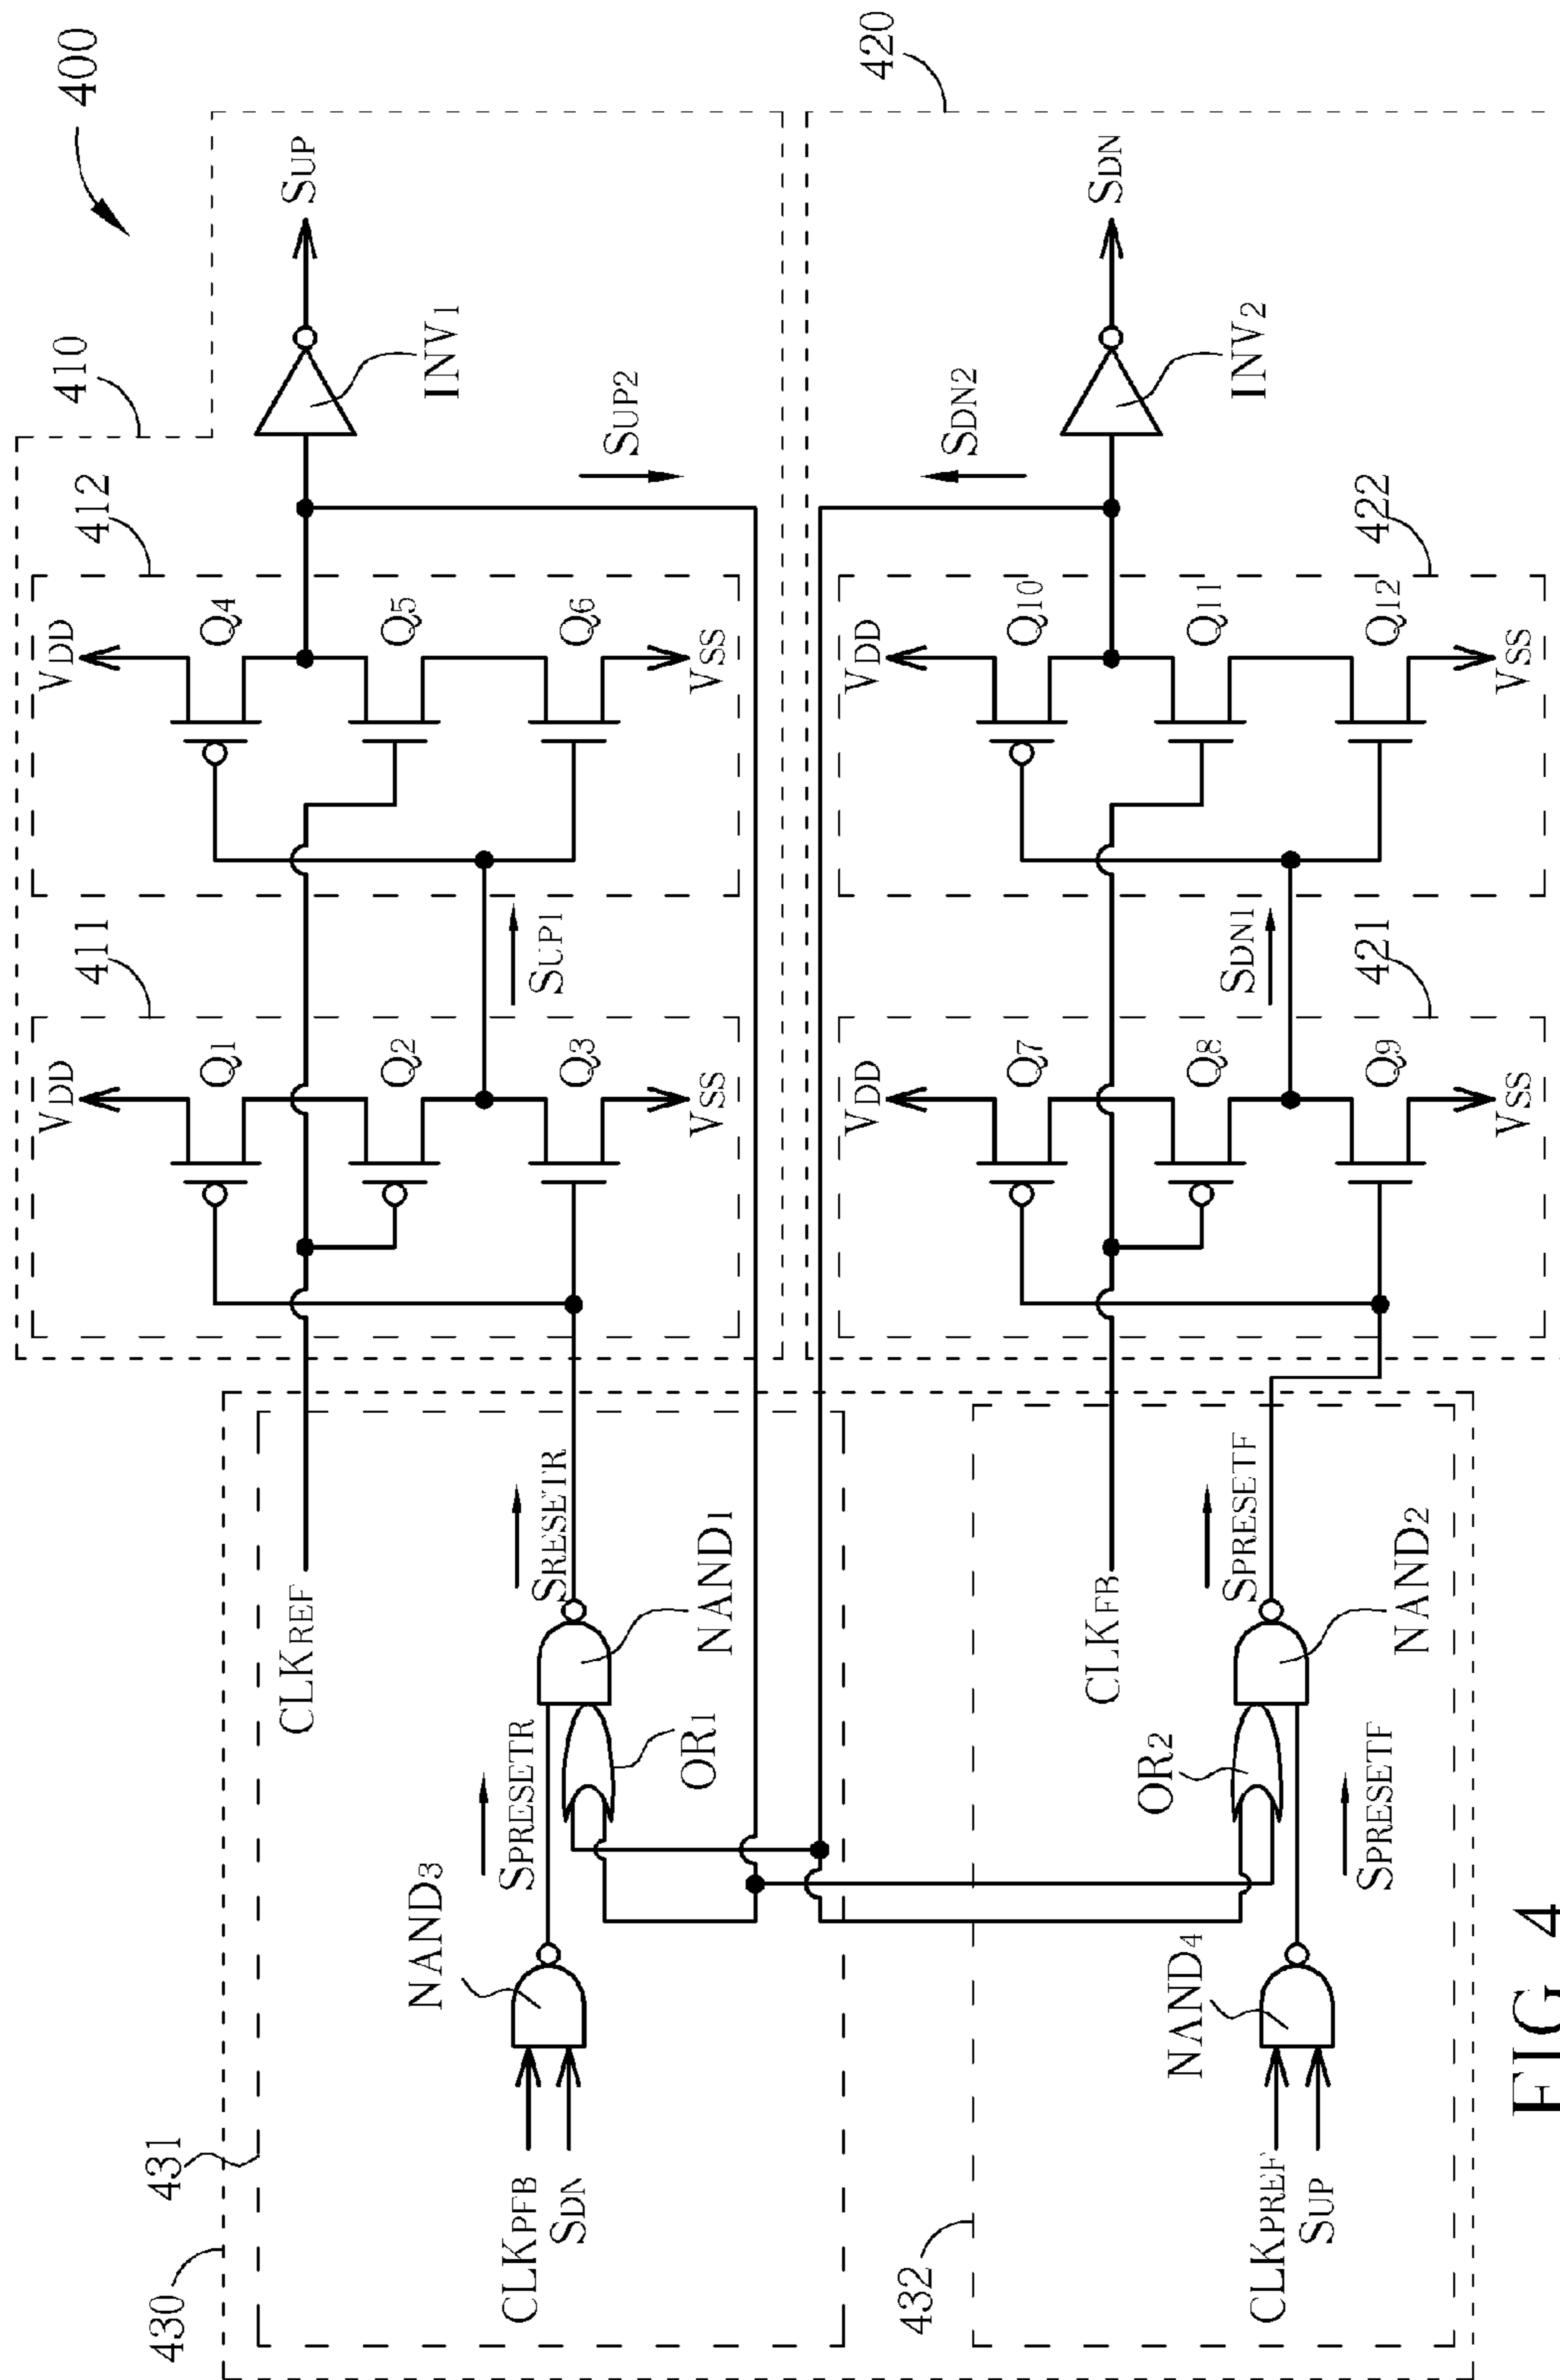 400
410
SUP
INV1
412
VDD
Q4
Q5
Q6
VSS
SUP2
411
VDD
Q1
Q2
Q3
VSS
SUP1
CLKREF
SRESETR
NAND1
OR1
SPRESETR
NAND3
431
430
CLKPFB
SDN
420
SDN
INV2
SDN2
422
VDD
Q10
Q11
Q12
VSS
SDN1
421
VDD
Q7
Q8
Q9
VSS
CLKFB
SPRESETF
NAND2
OR2
SPRESETF
NAND4
432
CLKPREF
SUP
FIG 4